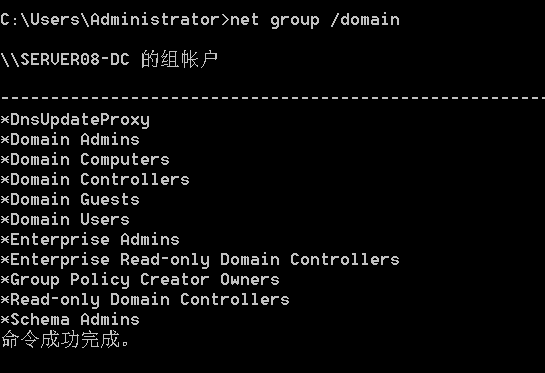 C:\Users\Administrator>net group /domain
\\SERVER08-DC 的组帐户
-------------------------------------------------------------------------------
*DnsUpdateProxy
*Domain Admins
*Domain Computers
*Domain Controllers
*Domain Guests
*Domain Users
*Enterprise Admins
*Enterprise Read-only Domain Controllers
*Group Policy Creator Owners
*Read-only Domain Controllers
*Schema Admins
命令成功完成。